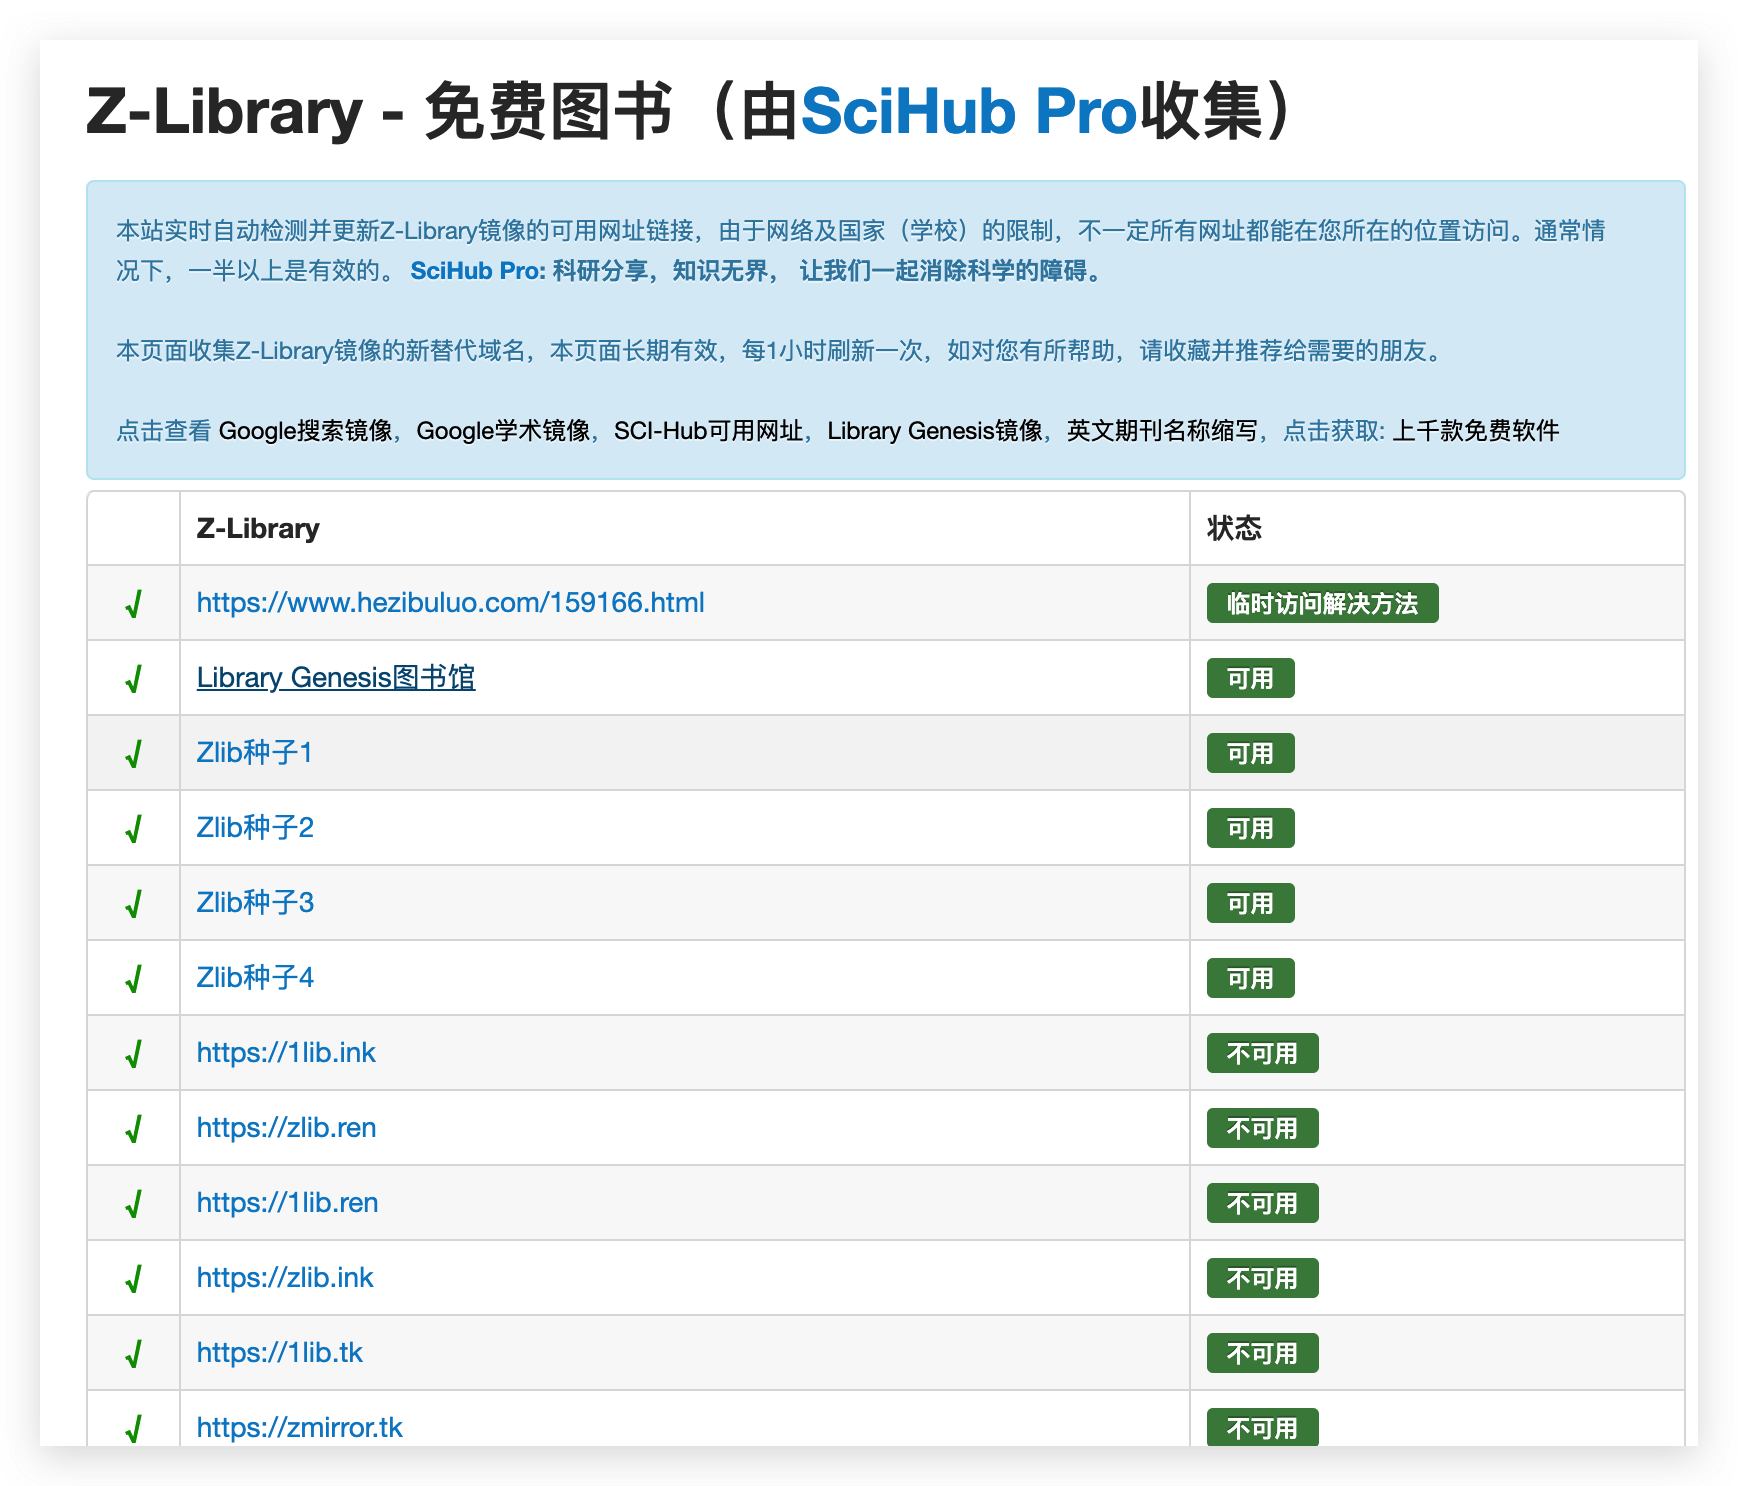 Z-Library - 免费图书（由SciHub Pro收集）
本站实时自动检测并更新Z-Library镜像的可用网址链接，由于网络及国家（学校）的限制，不一定所有网址都能在您所在的位置访问。通常情
况下，一半以上是有效的。 SciHub Pro: 科研分享，知识无界， 让我们一起消除科学的障碍。
本页面收集Z-Library镜像的新替代域名，本页面长期有效，每1小时刷新一次，如对您有所帮助，请收藏并推荐给需要的朋友。
点击查看 Google搜索镜像，Google学术镜像，SCI-Hub可用网址，Library Genesis镜像，英文期刊名称缩写，点击获取: 上千款免费软件
Z-Library 状态
√ https://www.hezibuluo.com/159166.html 临时访问解决方法
√ Library Genesis图书馆 可用
√ Zlib种子1 可用
√ Zlib种子2 可用
√ Zlib种子3 可用
√ Zlib种子4 可用
√ https://1lib.ink 不可用
√ https://zlib.ren 不可用
√ https://1lib.ren 不可用
√ https://zlib.ink 不可用
√ https://1lib.tk 不可用
√ https://zmirror.tk 不可用